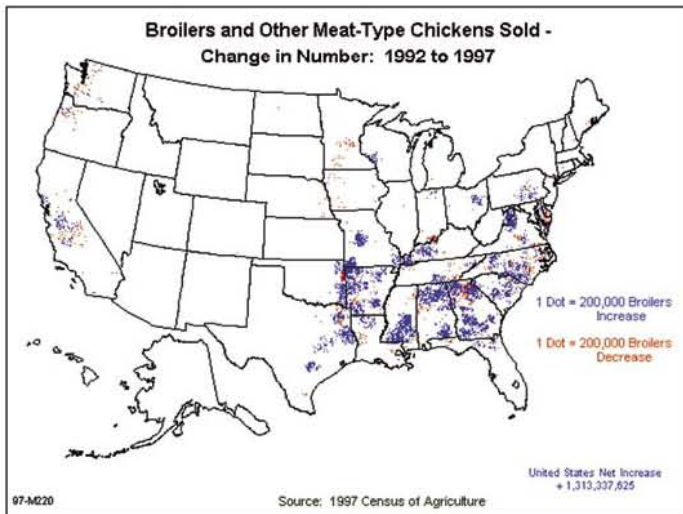 Broilers and Other Meat-Type Chickens Sold -
Change in Number: 1992 to 1997
1 Dot = 200,000 Broilers
Increase
1 Dot = 200,000 Broilers
Decrease
United States Net Increase
+ 1,313,337,625
97-M220
Source: 1997 Census of Agriculture